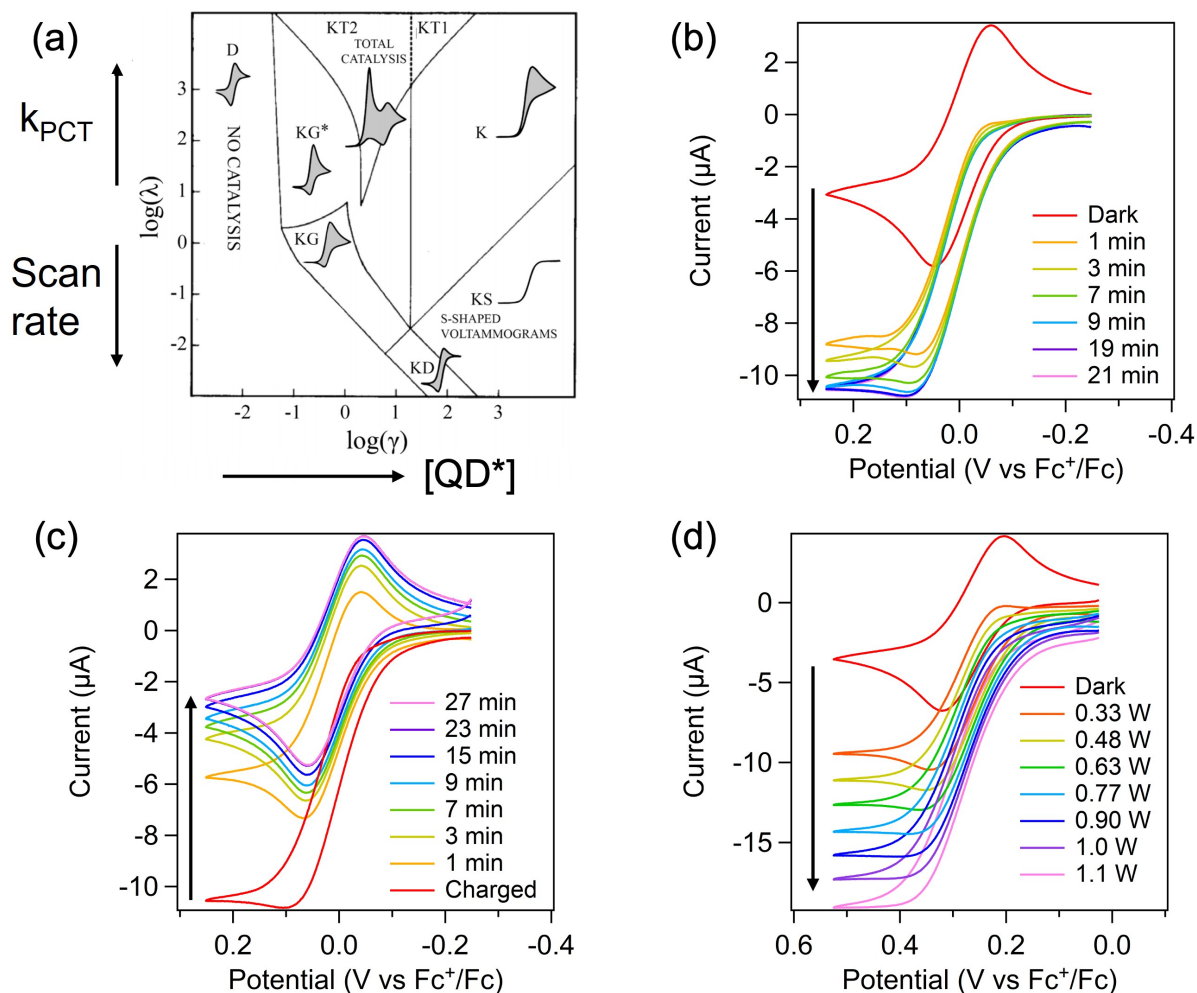 (a)
k_PCT
Scan
rate
log(λ)
3
2
1
0
-1
-2
-2
-1
0
1
2
3
log(γ)
[QD*]
D
NO CATALYSIS
KT2
KT1
TOTAL
CATALYSIS
KG*
K
KG
KS
S-SHAPED
VOLTAMMOGRAMS
KD
(b)
Current (µA)
2
0
-2
-4
-6
-8
-10
Dark
1 min
3 min
7 min
9 min
19 min
21 min
0.2
0.0
-0.2
-0.4
Potential (V vs Fc⁺/Fc)
(c)
Current (µA)
2
0
-2
-4
-6
-8
-10
27 min
23 min
15 min
9 min
7 min
3 min
1 min
Charged
0.2
0.0
-0.2
-0.4
Potential (V vs Fc⁺/Fc)
(d)
Current (µA)
0
-5
-10
-15
Dark
0.33 W
0.48 W
0.63 W
0.77 W
0.90 W
1.0 W
1.1 W
0.6
0.4
0.2
0.0
Potential (V vs Fc⁺/Fc)